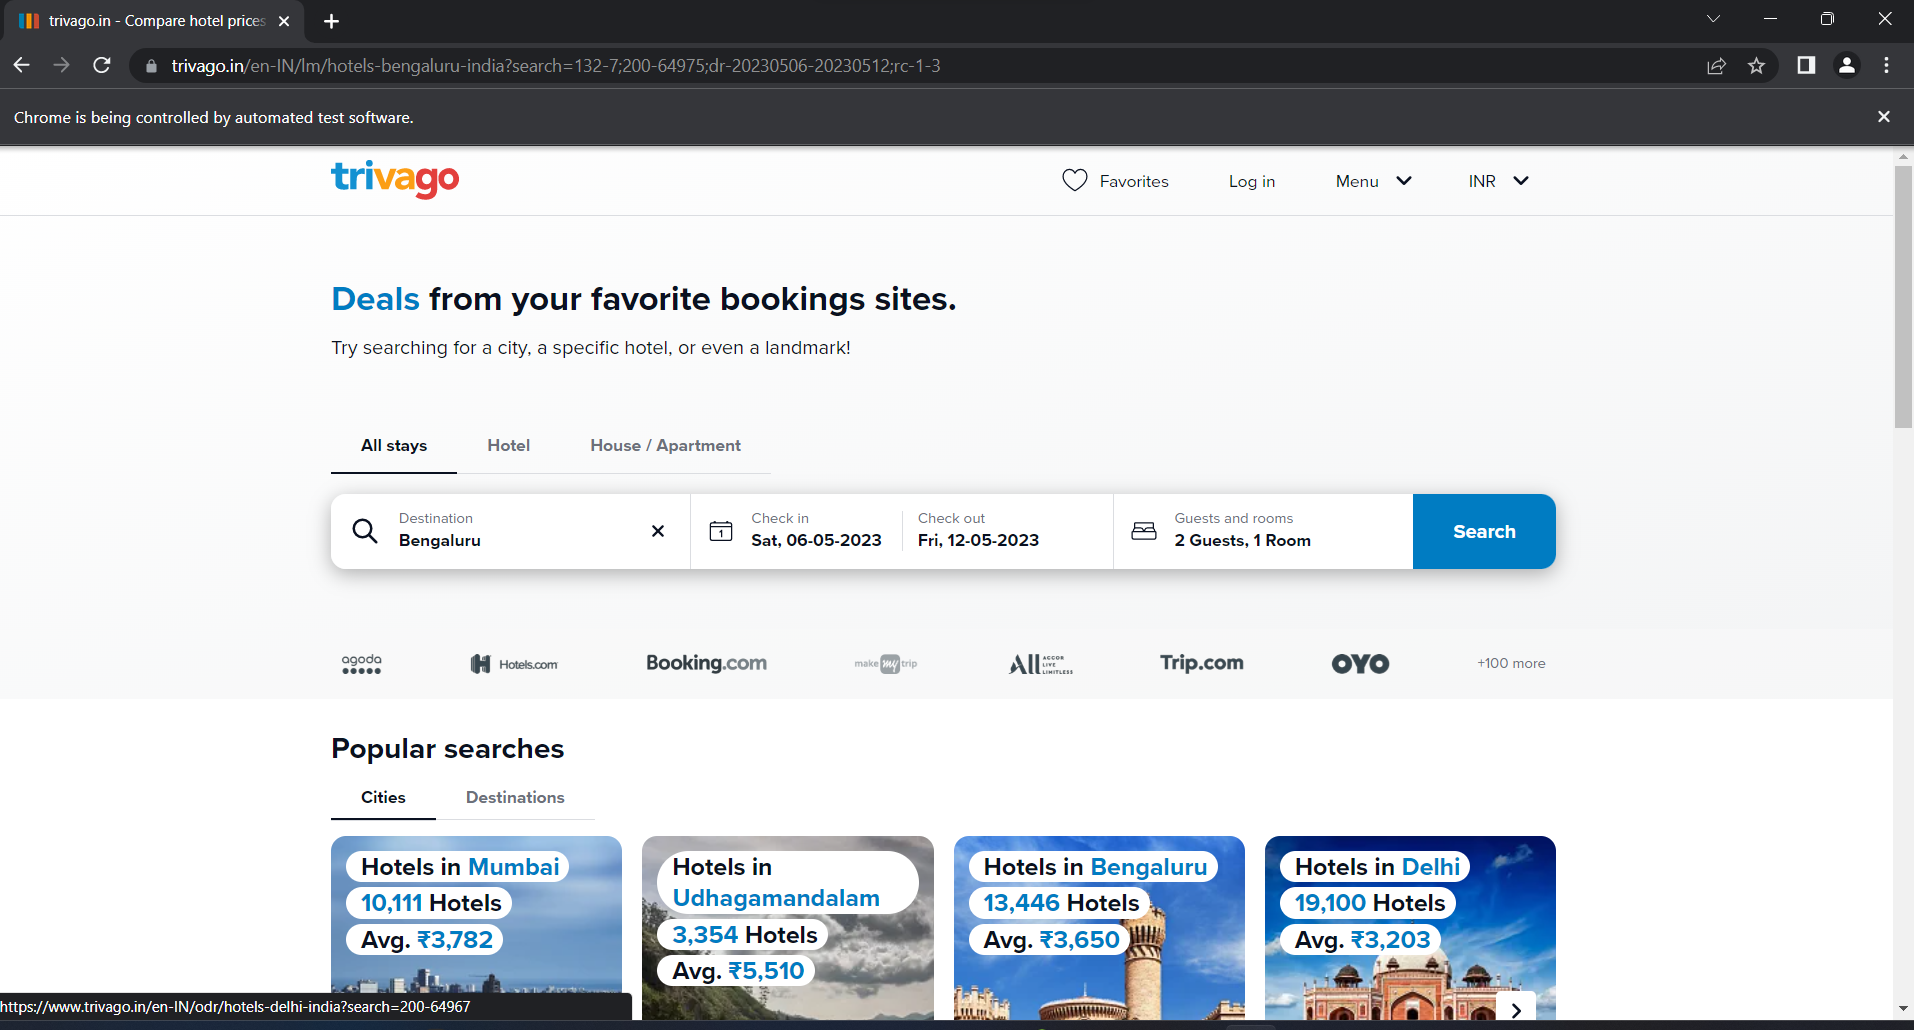 trivago.in - Compare hotel prices
trivago.in/en-IN/lm/hotels-bengaluru-india?search=132-7;200-64975;dr-20230506-20230512;rc-1-3
Chrome is being controlled by automated test software.
trivago
Favorites
Log in
Menu
INR
Deals from your favorite bookings sites.
Try searching for a city, a specific hotel, or even a landmark!
All stays
Hotel
House / Apartment
Destination
Bengaluru
1
Check in
Sat, 06-05-2023
Check out
Fri, 12-05-2023
Guests and rooms
2 Guests, 1 Room
Search
agoda
Hotels.com
Booking.com
make my trip
ALL ACCOR LIVE LIMITLESS
Trip.com
OYO
+100 more
Popular searches
Cities
Destinations
Hotels in Mumbai
10,111 Hotels
Avg. ₹3,782
Hotels in
Udhagamandalam
3,354 Hotels
Avg. ₹5,510
Hotels in Bengaluru
13,446 Hotels
Avg. ₹3,650
Hotels in Delhi
19,100 Hotels
Avg. ₹3,203
https://www.trivago.in/en-IN/odr/hotels-delhi-india?search=200-64967